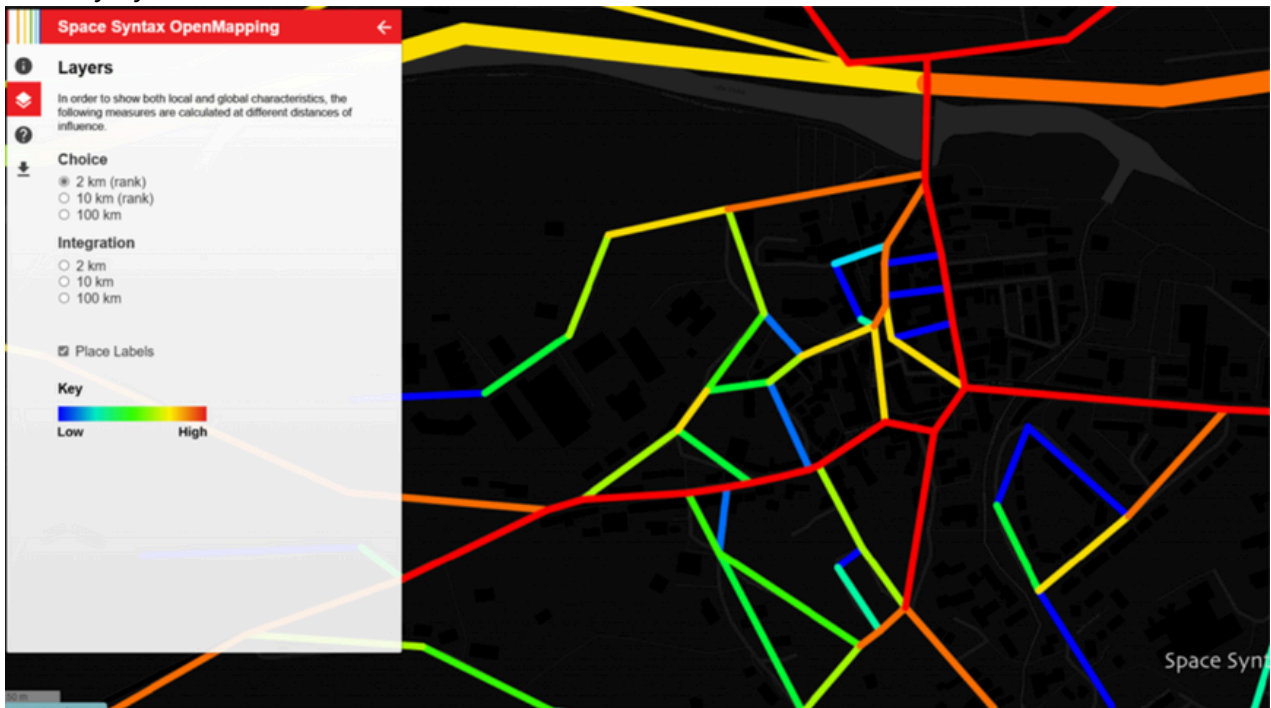 Space Syntax OpenMapping
Layers
In order to show both local and global characteristics, the
following measures are calculated at different distances of
influence.
Choice
2 km (rank)
10 km (rank)
100 km
Integration
2 km
10 km
100 km
Place Labels
Key
Low High
Space Synt
50 m